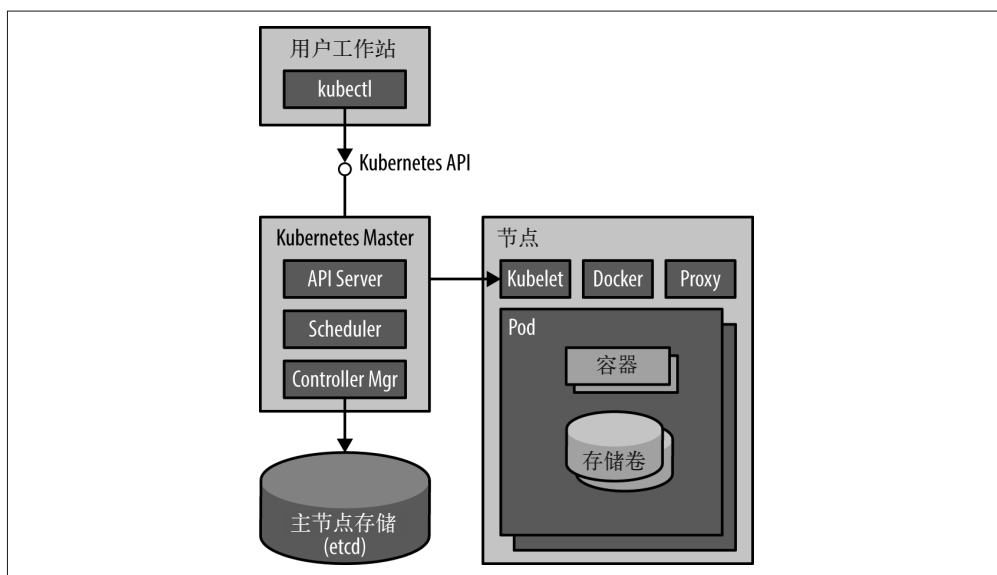 用户工作站
kubectl
Kubernetes API
Kubernetes Master
API Server
Scheduler
Controller Mgr
主节点存储
(etcd)
节点
Kubelet
Docker
Proxy
Pod
容器
存储卷